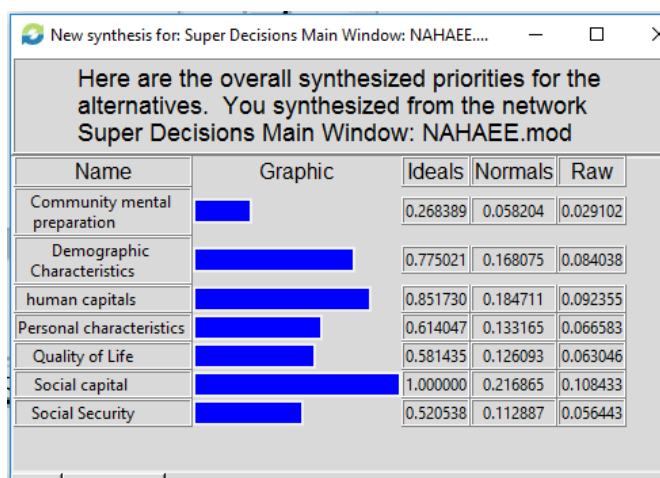 New synthesis for: Super Decisions Main Window: NAHAEE....
Here are the overall synthesized priorities for the
alternatives. You synthesized from the network
Super Decisions Main Window: NAHAEE.mod
Name Graphic Ideals Normals Raw
Community mental
preparation
0.268389 0.058204 0.029102
Demographic
Characteristics
0.775021 0.168075 0.084038
human capitals 0.851730 0.184711 0.092355
Personal characteristics 0.614047 0.133165 0.066583
Quality of Life 0.581435 0.126093 0.063046
Social capital 1.000000 0.216865 0.108433
Social Security 0.520538 0.112887 0.056443